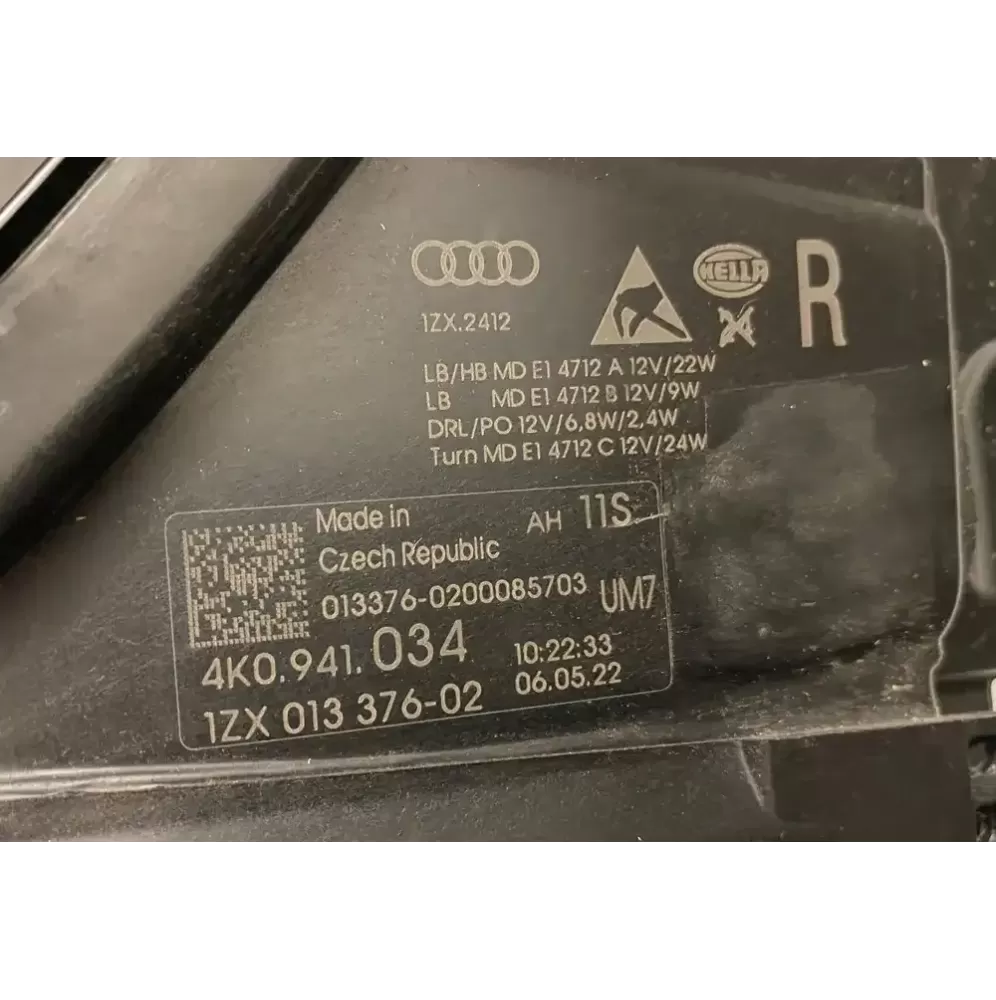 HELLA
R
1ZX.2412
LB/HB MD E1 4712 A 12V/22W
LB MD E1 4712 B 12V/9W
DRL/PO 12V/6,8W/2,4W
Turn MD E1 4712 C 12V/24W
Made in AH 11S
Czech Republic
013376-0200085703 UM7
4K0.941.034 10:22:33
1ZX 013 376-02 06.05.22